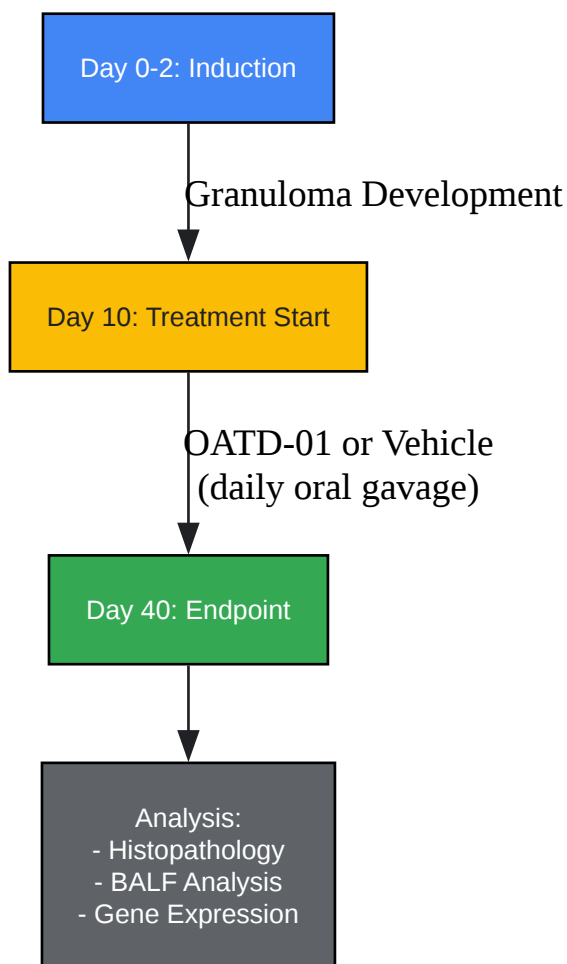 Day 0-2: Induction
Granuloma Development
Day 10: Treatment Start
OATD-01 or Vehicle
(daily oral gavage)
Day 40: Endpoint
Analysis:
- Histopathology
- BALF Analysis
- Gene Expression